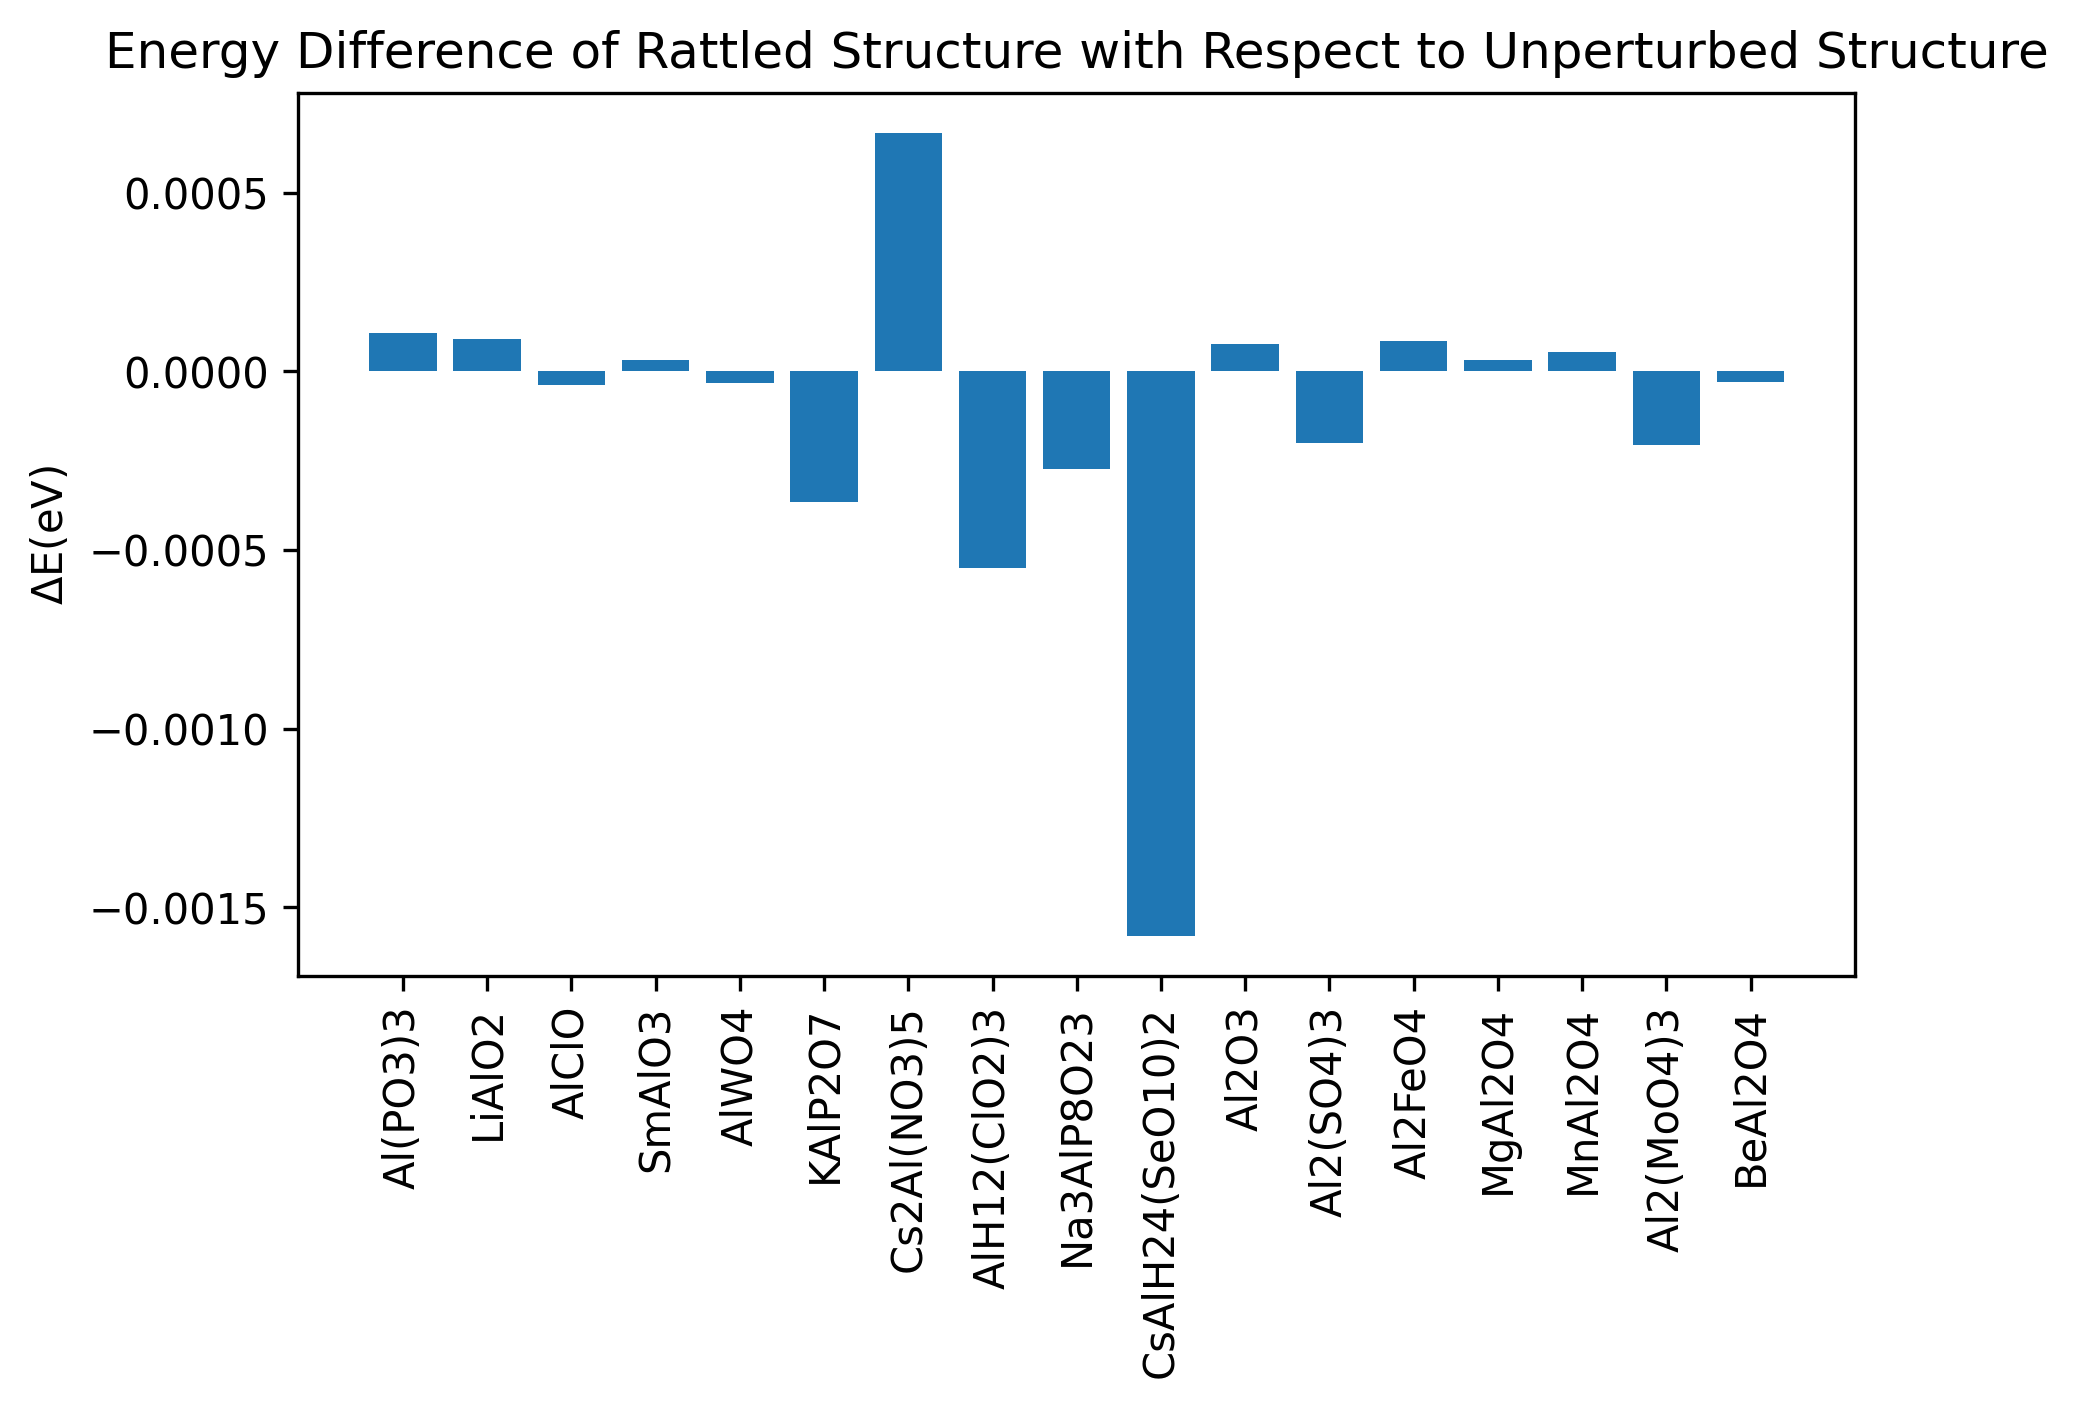 Energy Difference of Rattled Structure with Respect to Unperturbed Structure
ΔE(eV)
0.0005
0.0000
−0.0005
−0.0010
−0.0015
Al(PO3)3
LiAlO2
AlClO
SmAlO3
AlWO4
KAlP2O7
Cs2Al(NO3)5
AlH12(ClO2)3
Na3AlP8O23
CsAlH24(SeO10)2
Al2O3
Al2(SO4)3
Al2FeO4
MgAl2O4
MnAl2O4
Al2(MoO4)3
BeAl2O4